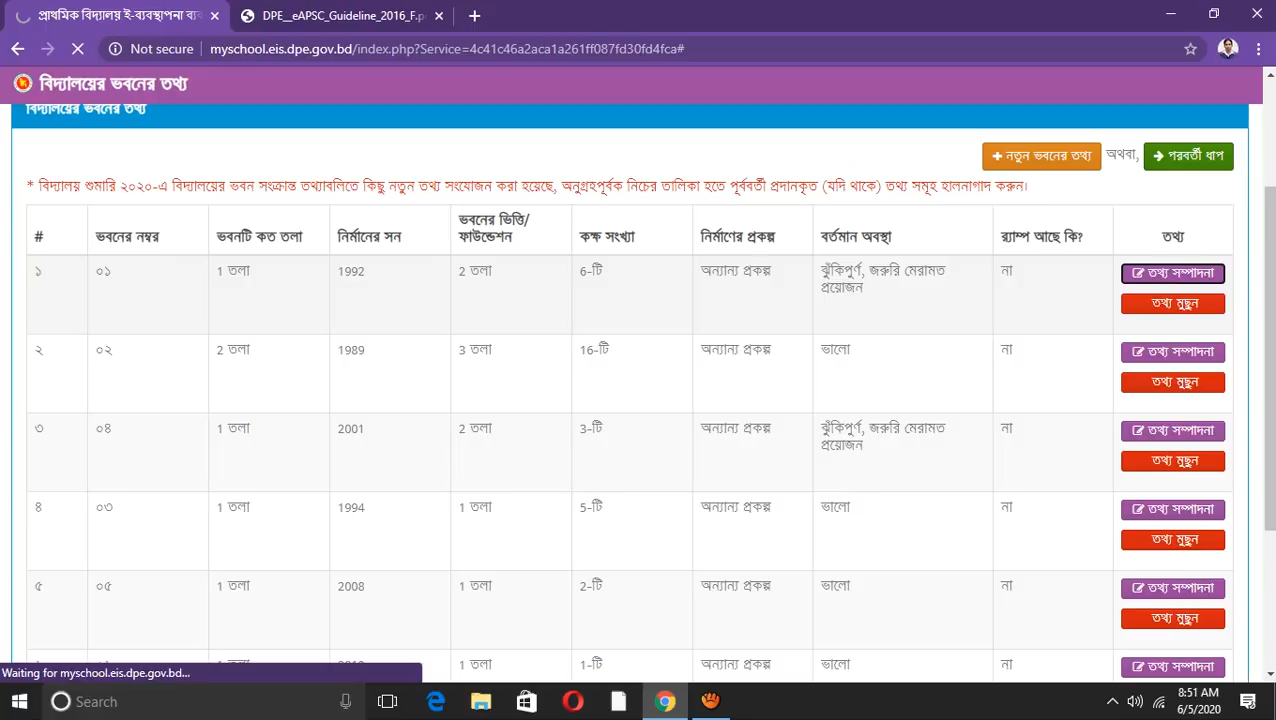 প্রাথমিক বিদ্যালয় ই-ব্যবস্থাপনা ব্যব
DPE__eAPSC_Guideline_2016_F.p
Not secure
myschool.eis.dpe.gov.bd/index.php?Service=4c41c46a2aca1a261ff087fd30fd4fca#
বিদ্যালয়ের ভবনের তথ্য
বিদ্যালয়ের ভবনের তথ্য
নতুন ভবনের তথ্য অথবা, পরবর্তী ধাপ
* বিদ্যালয় শুমারি ২০২০-এ বিদ্যালয়ের ভবন সংক্রান্ত তথ্যাবলিতে কিছু নতুন তথ্য সংযোজন করা হয়েছে, অনুগ্রহপূর্বক নিচের তালিকা হতে পূর্ববর্তী প্রদানকৃত (যদি থাকে) তথ্য সমূহ হালনাগাদ করুন।
# ভবনের নম্বর ভবনটি কত তলা নির্মানের সন ভবনের ভিত্তি/ ফাউন্ডেশন কক্ষ সংখ্যা নির্মাণের প্রকল্প বর্তমান অবস্থা র‍্যাম্প আছে কি? তথ্য
১ ০১ 1 তলা 1992 2 তলা 6-টি অন্যান্য প্রকল্প ঝুঁকিপুর্ণ, জরুরি মেরামত প্রয়োজন না তথ্য সম্পাদনা
তথ্য মুছুন
২ ০২ 2 তলা 1989 3 তলা 16-টি অন্যান্য প্রকল্প ভালো না তথ্য সম্পাদনা
তথ্য মুছুন
৩ ০৪ 1 তলা 2001 2 তলা 3-টি অন্যান্য প্রকল্প ঝুঁকিপুর্ণ, জরুরি মেরামত প্রয়োজন না তথ্য সম্পাদনা
তথ্য মুছুন
৪ ০৩ 1 তলা 1994 1 তলা 5-টি অন্যান্য প্রকল্প ভালো না তথ্য সম্পাদনা
তথ্য মুছুন
৫ ০৫ 1 তলা 2008 1 তলা 2-টি অন্যান্য প্রকল্প ভালো না তথ্য সম্পাদনা
তথ্য মুছুন
1 তলা 1-টি অন্যান্য প্রকল্প ভালো না তথ্য সম্পাদনা
Waiting for myschool.eis.dpe.gov.bd...
Search
8:51 AM
6/5/2020